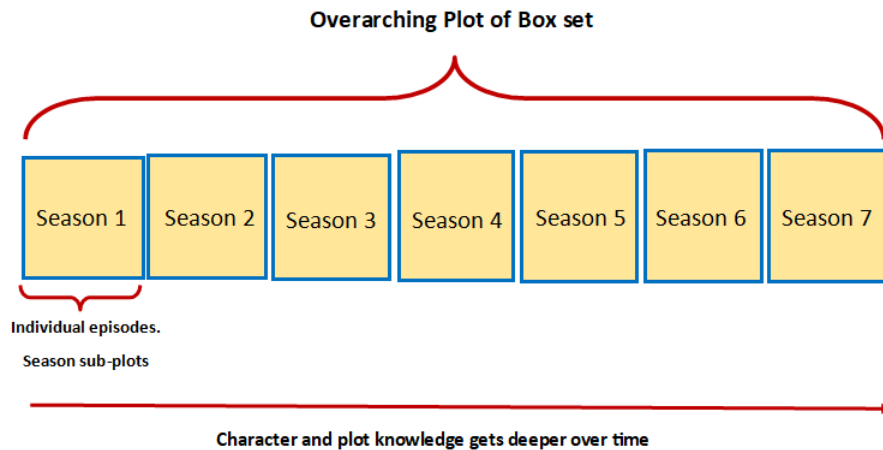 Overarching Plot of Box set
Season 1
Season 2
Season 3
Season 4
Season 5
Season 6
Season 7
Individual episodes.
Season sub-plots
Character and plot knowledge gets deeper over time